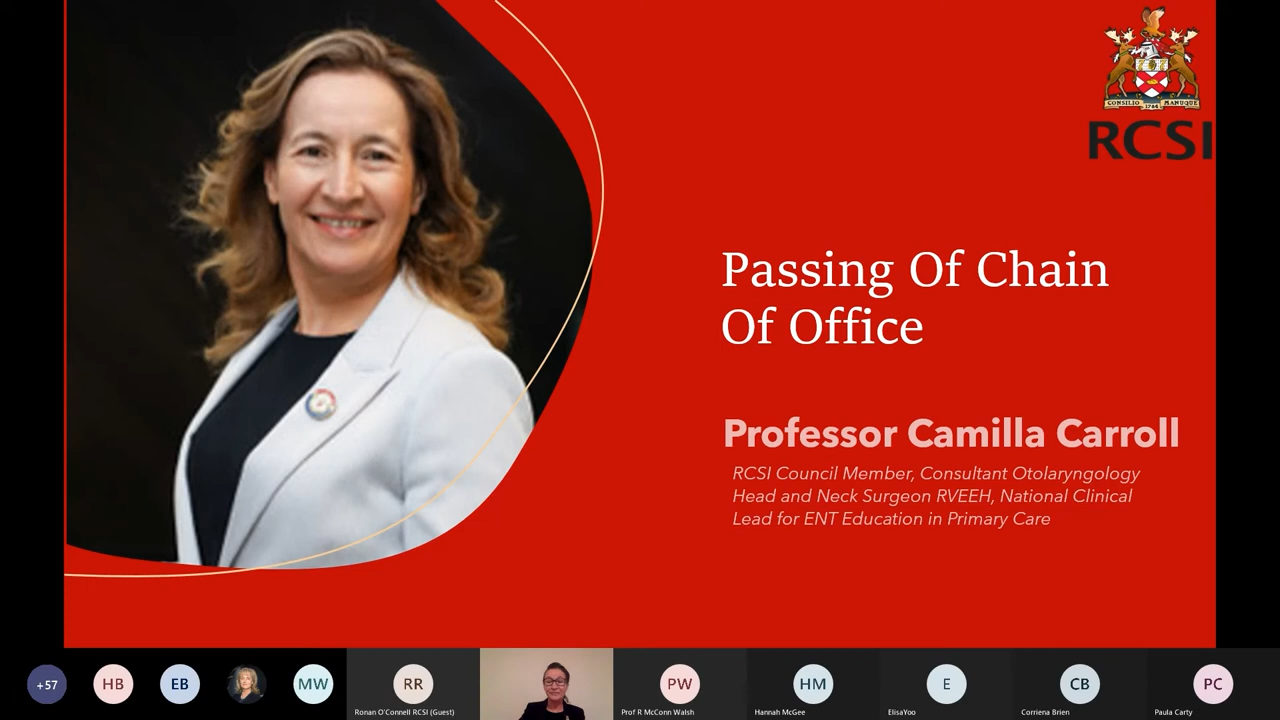 CONSILIO 1784 MANUQUE
RCSI
Passing Of Chain
Of Office
Professor Camilla Carroll
RCSI Council Member, Consultant Otolaryngology
Head and Neck Surgeon RVEEH, National Clinical
Lead for ENT Education in Primary Care
+57
HB
EB
MW
RR
PW
HM
E
CB
PC
Ronan O'Connell RCSI (Guest)
Prof R McConn Walsh
Hannah McGee
ElisaYoo
Corriena Brien
Paula Carty